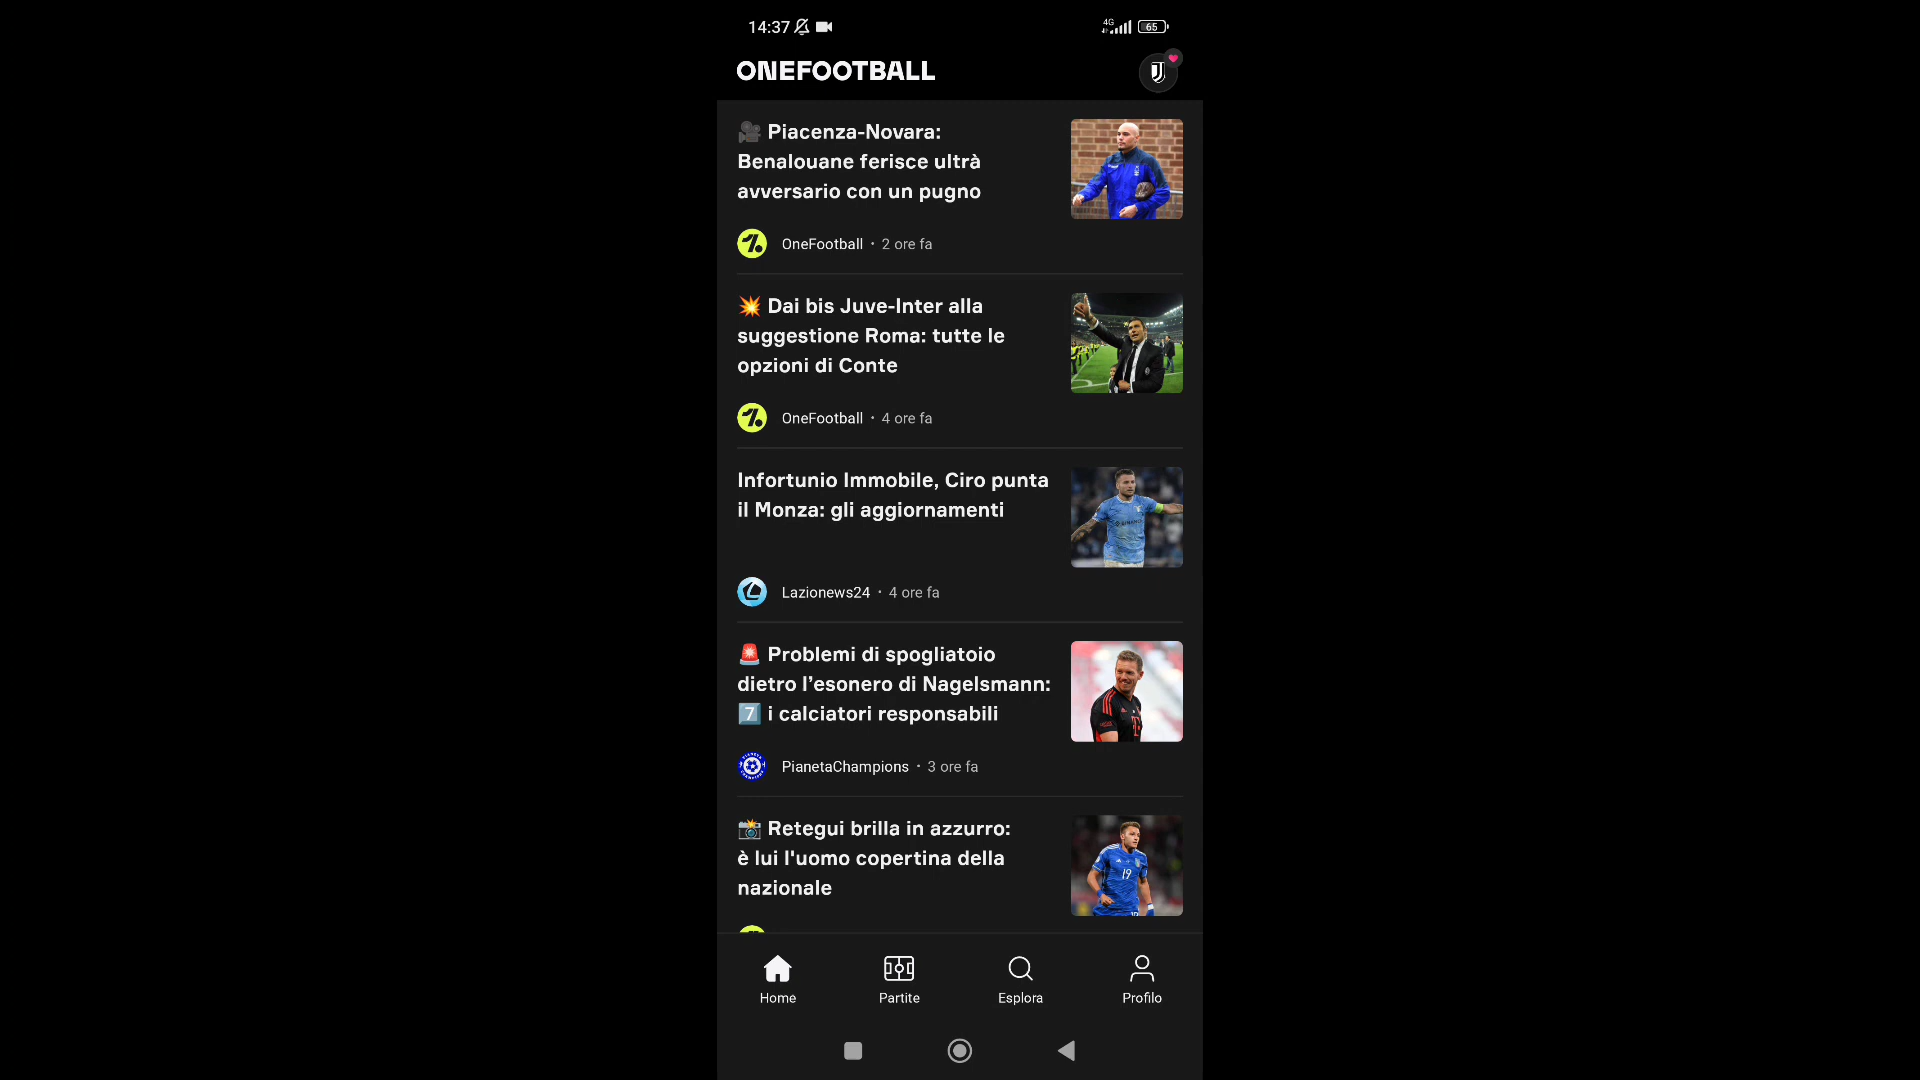 14:37
4G
65
ONEFOOTBALL
🎥 Piacenza-Novara:
Benalouane ferisce ultrà
avversario con un pugno
OneFootball • 2 ore fa
💥 Dai bis Juve-Inter alla
suggestione Roma: tutte le
opzioni di Conte
OneFootball • 4 ore fa
Infortunio Immobile, Ciro punta
il Monza: gli aggiornamenti
Lazionews24 • 4 ore fa
🚨 Problemi di spogliatoio
dietro l’esonero di Nagelsmann:
7️⃣ i calciatori responsabili
PianetaChampions • 3 ore fa
📸 Retegui brilla in azzurro:
è lui l'uomo copertina della
nazionale
19
Home
Partite
Esplora
Profilo